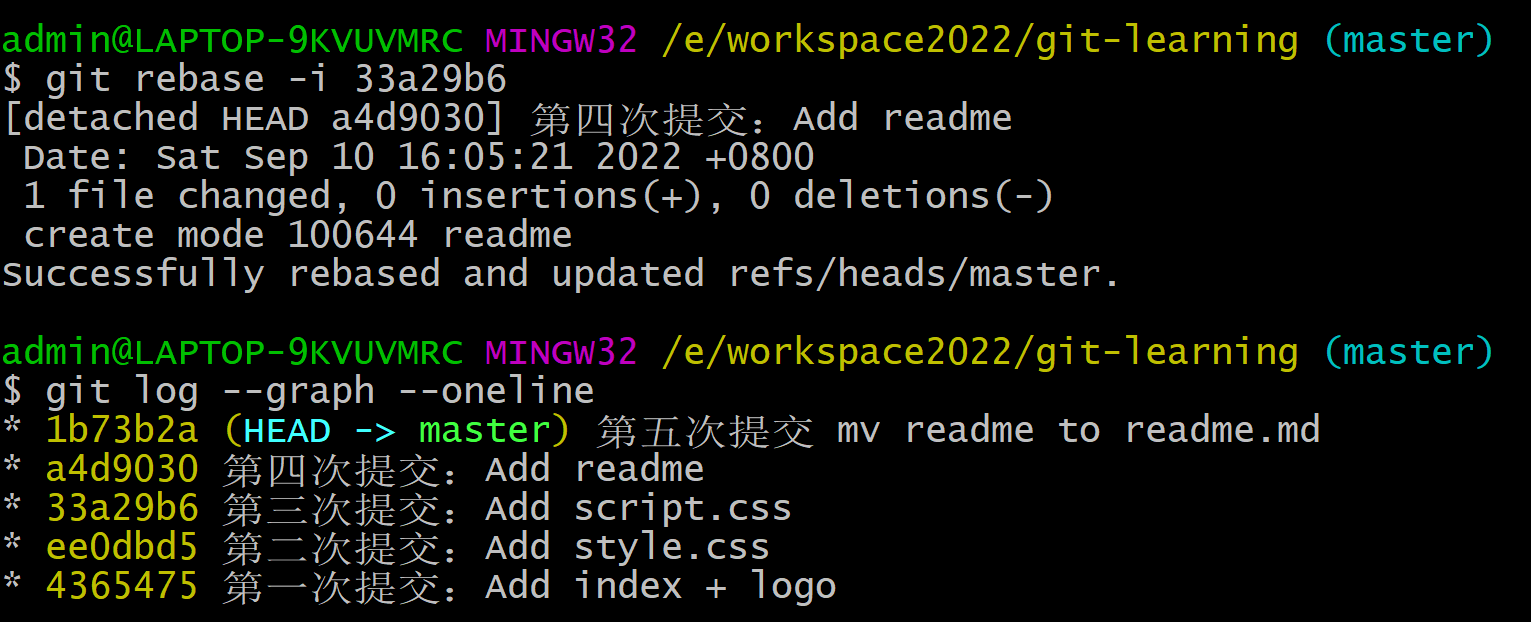 admin@LAPTOP-9KVUVMRC MINGW32 /e/workspace2022/git-learning (master)
$ git rebase -i 33a29b6
[detached HEAD a4d9030] 第四次提交：Add readme
 Date: Sat Sep 10 16:05:21 2022 +0800
 1 file changed, 0 insertions(+), 0 deletions(-)
 create mode 100644 readme
Successfully rebased and updated refs/heads/master.
admin@LAPTOP-9KVUVMRC MINGW32 /e/workspace2022/git-learning (master)
$ git log --graph --oneline
* 1b73b2a (HEAD -> master) 第五次提交 mv readme to readme.md
* a4d9030 第四次提交：Add readme
* 33a29b6 第三次提交：Add script.css
* ee0dbd5 第二次提交：Add style.css
* 4365475 第一次提交：Add index + logo